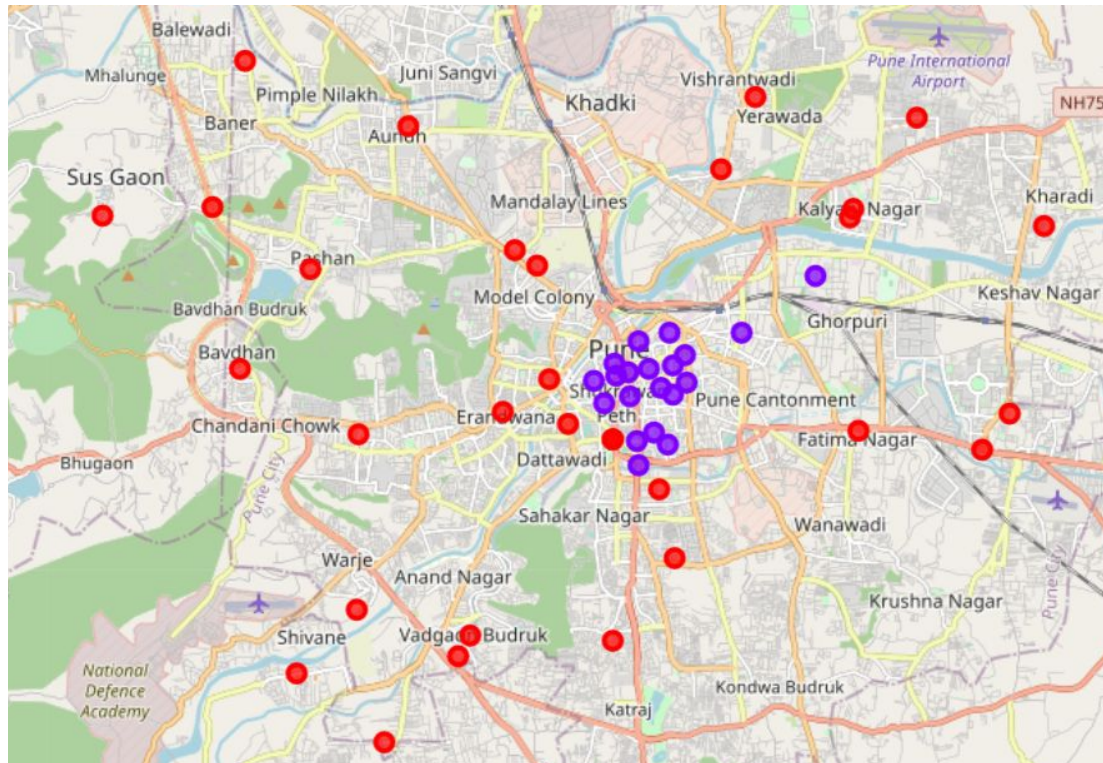 Balewadi
Juni Sangvi
Pune International
Airport
Mhalunge
Vishrantwadi
Pimple Nilakh
Khadki
NH75
Yerawada
Baner
Aundh
Sus Gaon
Mandalay Lines
Kharadi
Kalyani Nagar
Pashan
Model Colony
Keshav Nagar
Bavdhan Budruk
Ghorpuri
Pune
Bavdhan
Peth
Pune Cantonment
Erandwana
Chandani Chowk
Fatima Nagar
Bhugaon
Dattawadi
Pune City
Sahakar Nagar
Wanawadi
Warje
Anand Nagar
Pune City
Krushna Nagar
Shivane
Vadgaon Budruk
National
Defence
Academy
Kondwa Budruk
Katraj